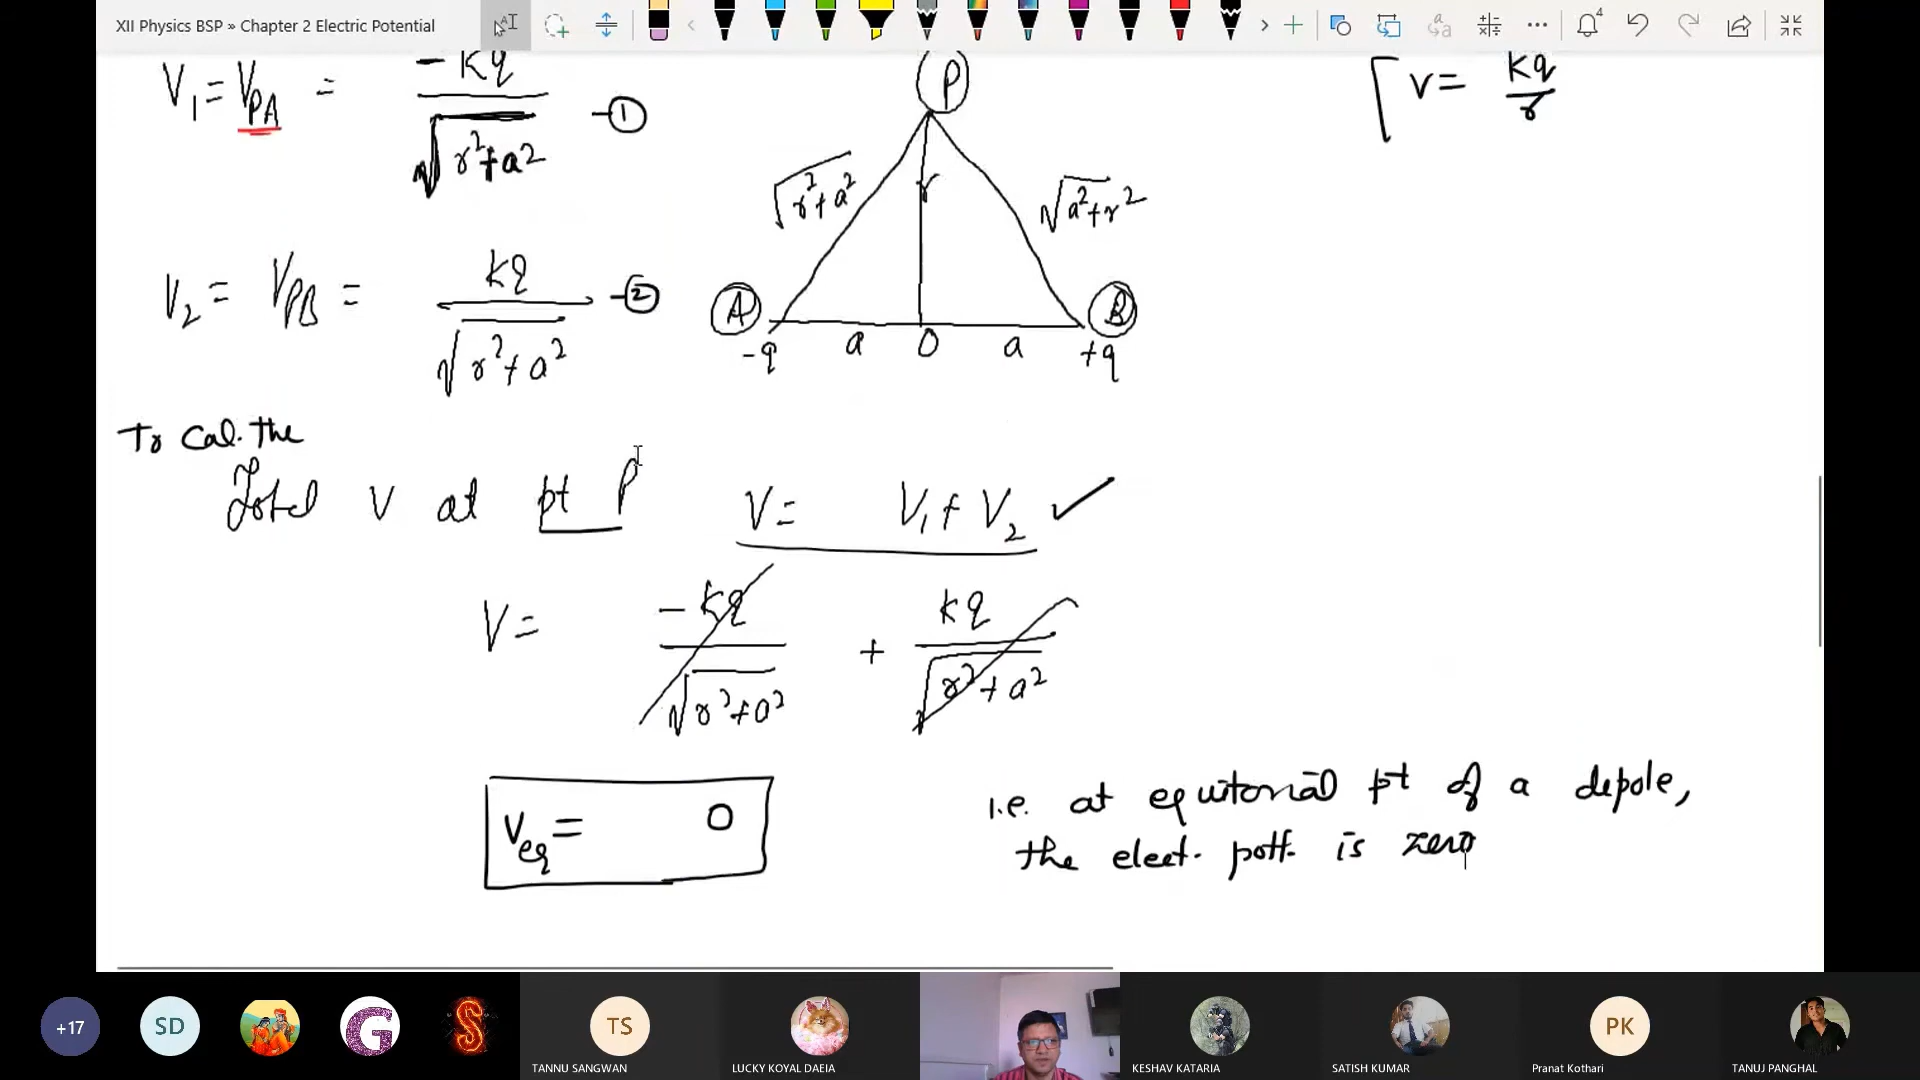 XII Physics BSP » Chapter 2 Electric Potential
4
V₁ = V_PA = -kq / √(r²+a²) -①
P
V = kq / r
√(r²+a²)
r
√(a²+r²)
V₂ = V_PB = kq / √(r²+a²) -②
A
B
-q a O a +q
To Cal. the
Total V at pt P V = V₁ + V₂ ✓
V = -kq / √(r²+a²) + kq / √(r²+a²)
V_eq = 0
i.e. at equitorial pt of a depole,
the elect. pott. is zero
+17
SD
G
S
TS
PK
TANNU SANGWAN
LUCKY KOYAL DAEIA
KESHAV KATARIA
SATISH KUMAR
Pranat Kothari
TANUJ PANGHAL